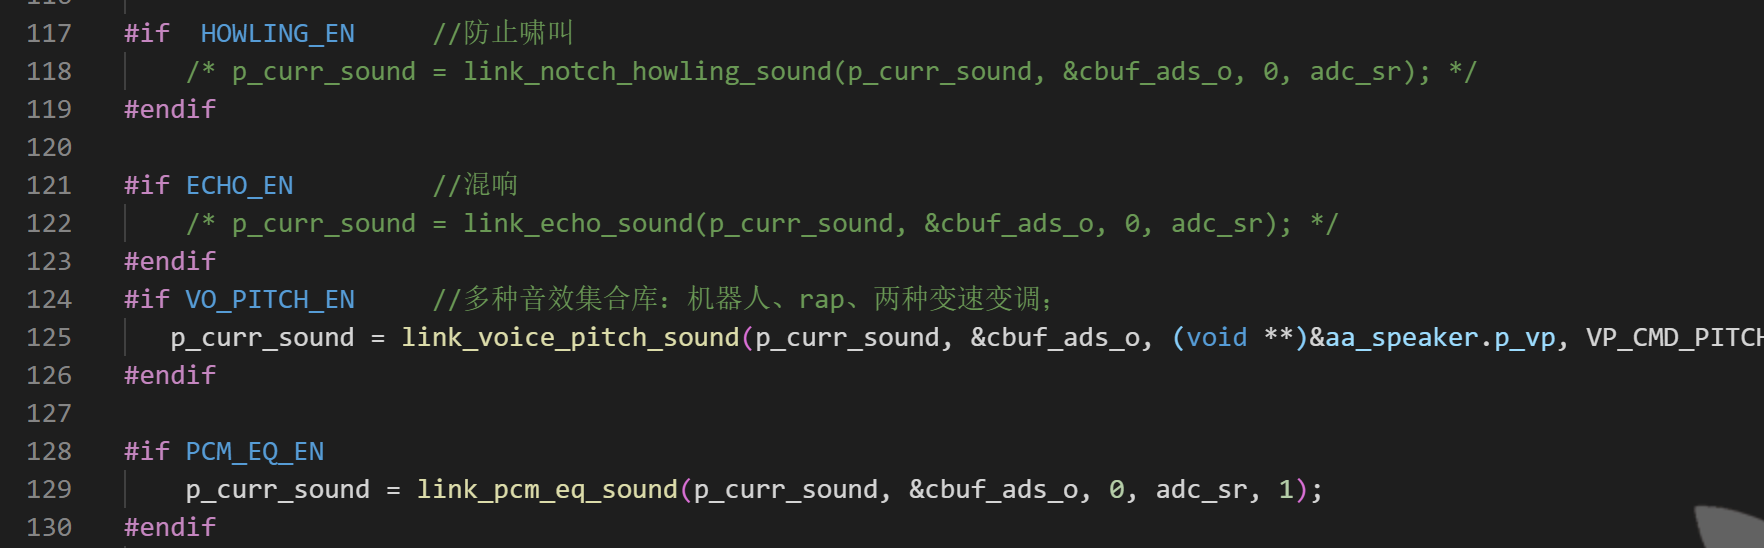 117 #if  HOWLING_EN     //防止啸叫
118     /* p_curr_sound = link_notch_howling_sound(p_curr_sound, &cbuf_ads_o, 0, adc_sr); */
119 #endif
120
121 #if ECHO_EN         //混响
122     /* p_curr_sound = link_echo_sound(p_curr_sound, &cbuf_ads_o, 0, adc_sr); */
123 #endif
124 #if VO_PITCH_EN     //多种音效集合库：机器人、rap、两种变速变调；
125    p_curr_sound = link_voice_pitch_sound(p_curr_sound, &cbuf_ads_o, (void **)&aa_speaker.p_vp, VP_CMD_PITCH
126 #endif
127
128 #if PCM_EQ_EN
129     p_curr_sound = link_pcm_eq_sound(p_curr_sound, &cbuf_ads_o, 0, adc_sr, 1);
130 #endif